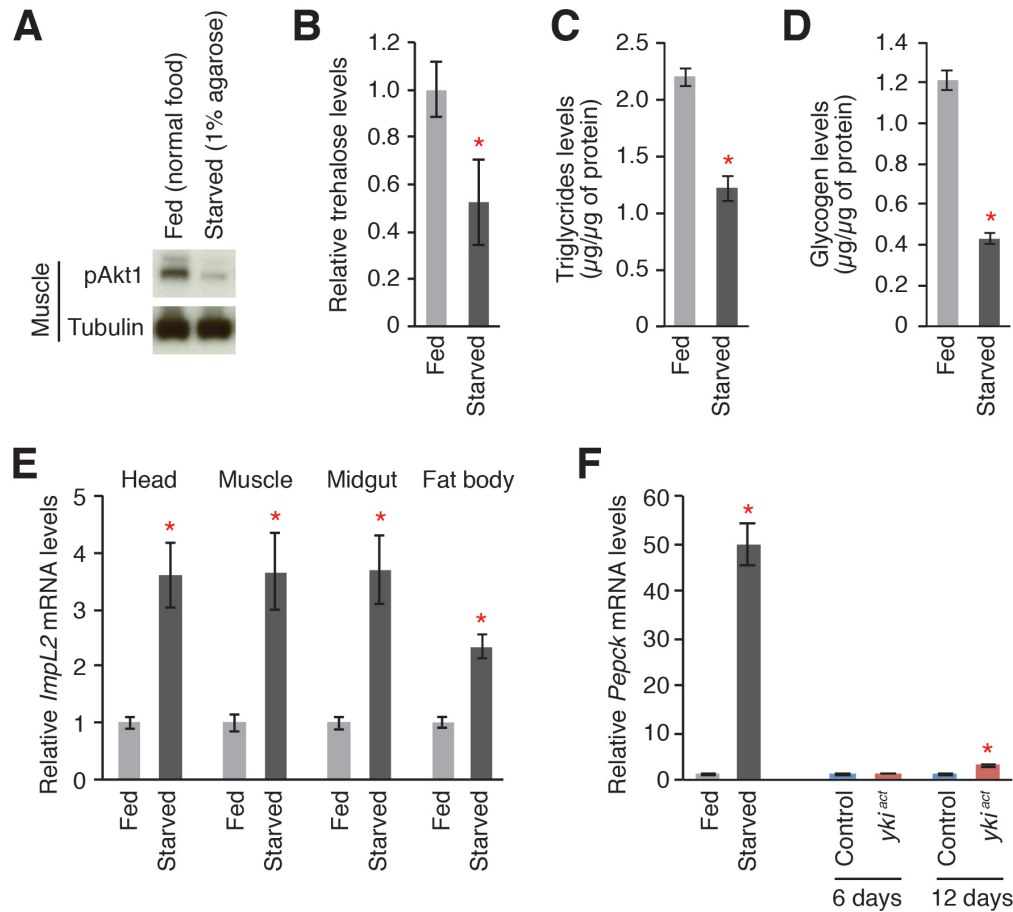 A
Fed (normal food)
Starved (1% agarose)
Muscle
pAkt1
Tubulin
B
Relative trehalose levels
1.2
1.0
0.8
0.6
0.4
0.2
0
*
Fed
Starved
C
Triglycrides levels
(µg/µg of protein)
2.5
2.0
1.5
1.0
0.5
0
*
Fed
Starved
D
Glycogen levels
(µg/µg of protein)
1.4
1.2
1.4
0.8
0.6
0.4
0.2
0
*
Fed
Starved
E
Relative ImpL2 mRNA levels
Head Muscle Midgut Fat body
5
4
3
2
1
0
* * * *
Fed Starved Fed Starved Fed Starved Fed Starved
F
Relative Pepck mRNA levels
60
50
40
30
20
10
0
* *
Fed Starved Control yki act Control yki act
6 days 12 days